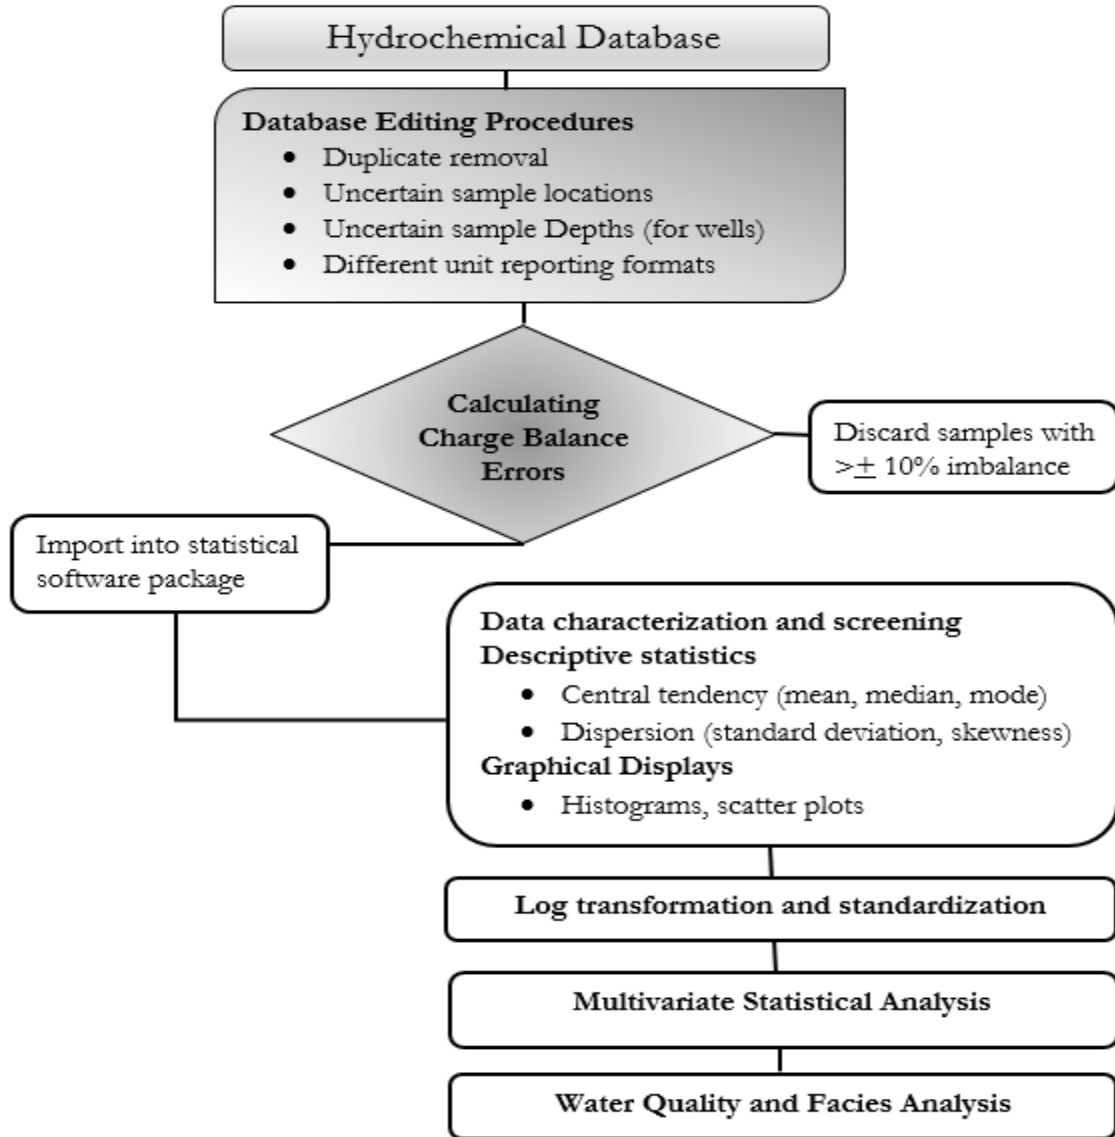 Hydrochemical Database
Database Editing Procedures
• Duplicate removal
• Uncertain sample locations
• Uncertain sample Depths (for wells)
• Different unit reporting formats
Calculating
Charge Balance
Errors
Discard samples with
>± 10% imbalance
Import into statistical
software package
Data characterization and screening
Descriptive statistics
• Central tendency (mean, median, mode)
• Dispersion (standard deviation, skewness)
Graphical Displays
• Histograms, scatter plots
Log transformation and standardization
Multivariate Statistical Analysis
Water Quality and Facies Analysis